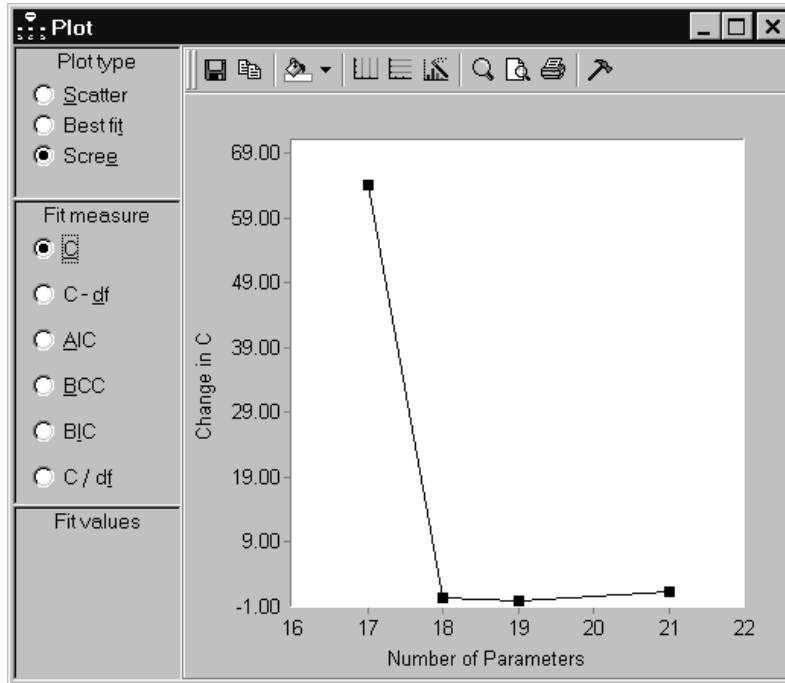 Plot
Plot type
Scatter
Best fit
Scree
Fit measure
C
C - df
AIC
BCC
BIC
C / df
Fit values
69.00
59.00
49.00
39.00
29.00
19.00
9.00
-1.00
Change in C
16 17 18 19 20 21 22
Number of Parameters